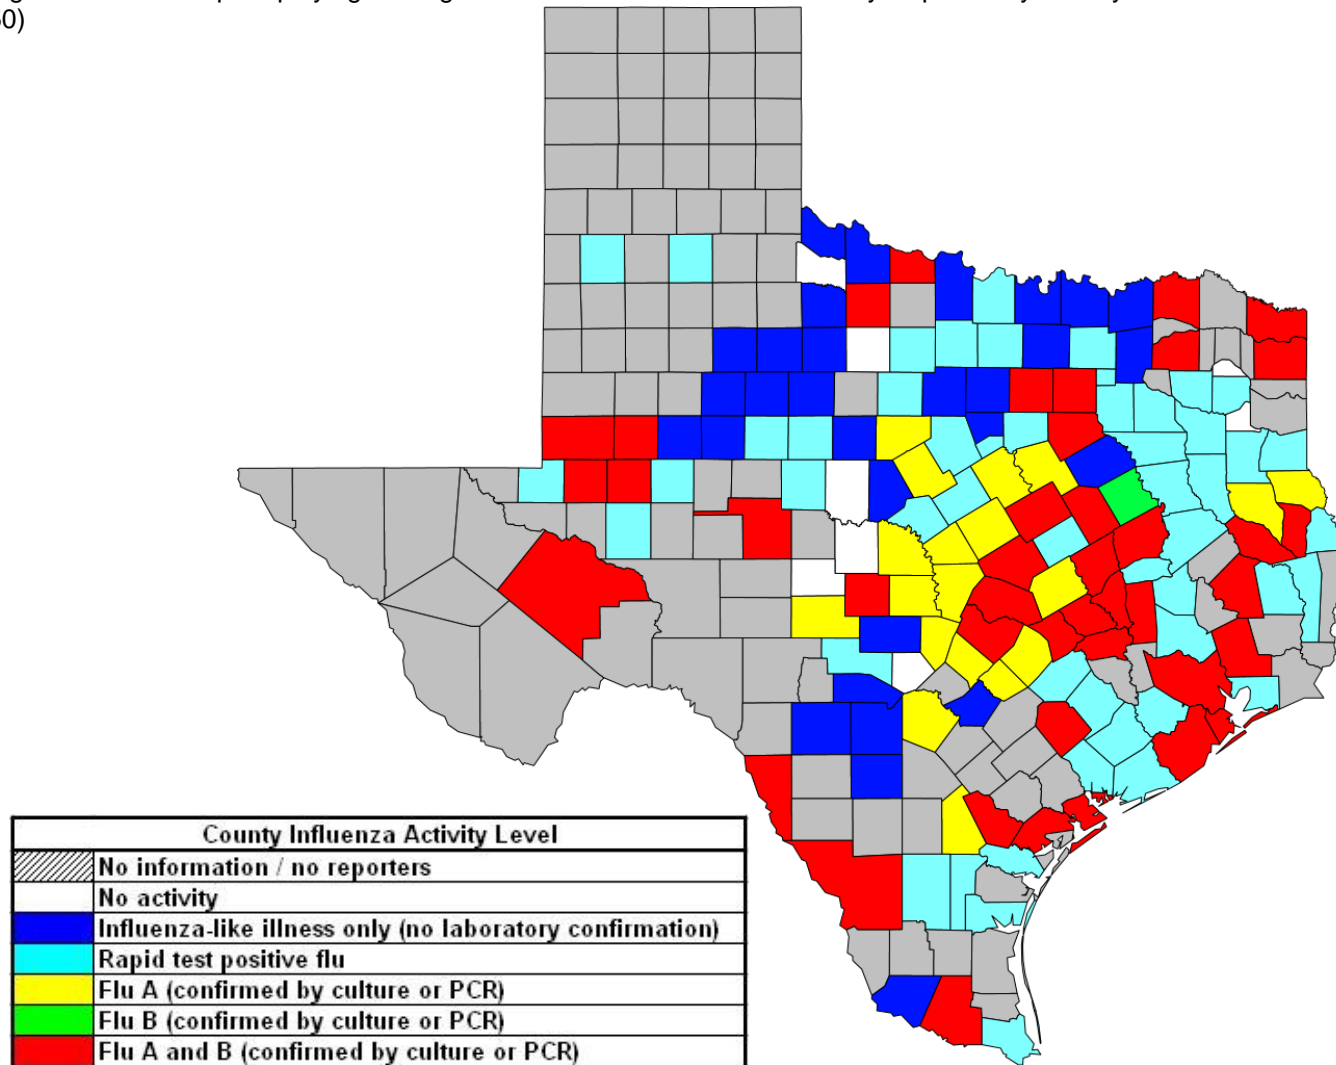 0)
County Influenza Activity Level
No information / no reporters
No activity
Influenza-like illness only (no laboratory confirmation)
Rapid test positive flu
Flu A (confirmed by culture or PCR)
Flu B (confirmed by culture or PCR)
Flu A and B (confirmed by culture or PCR)